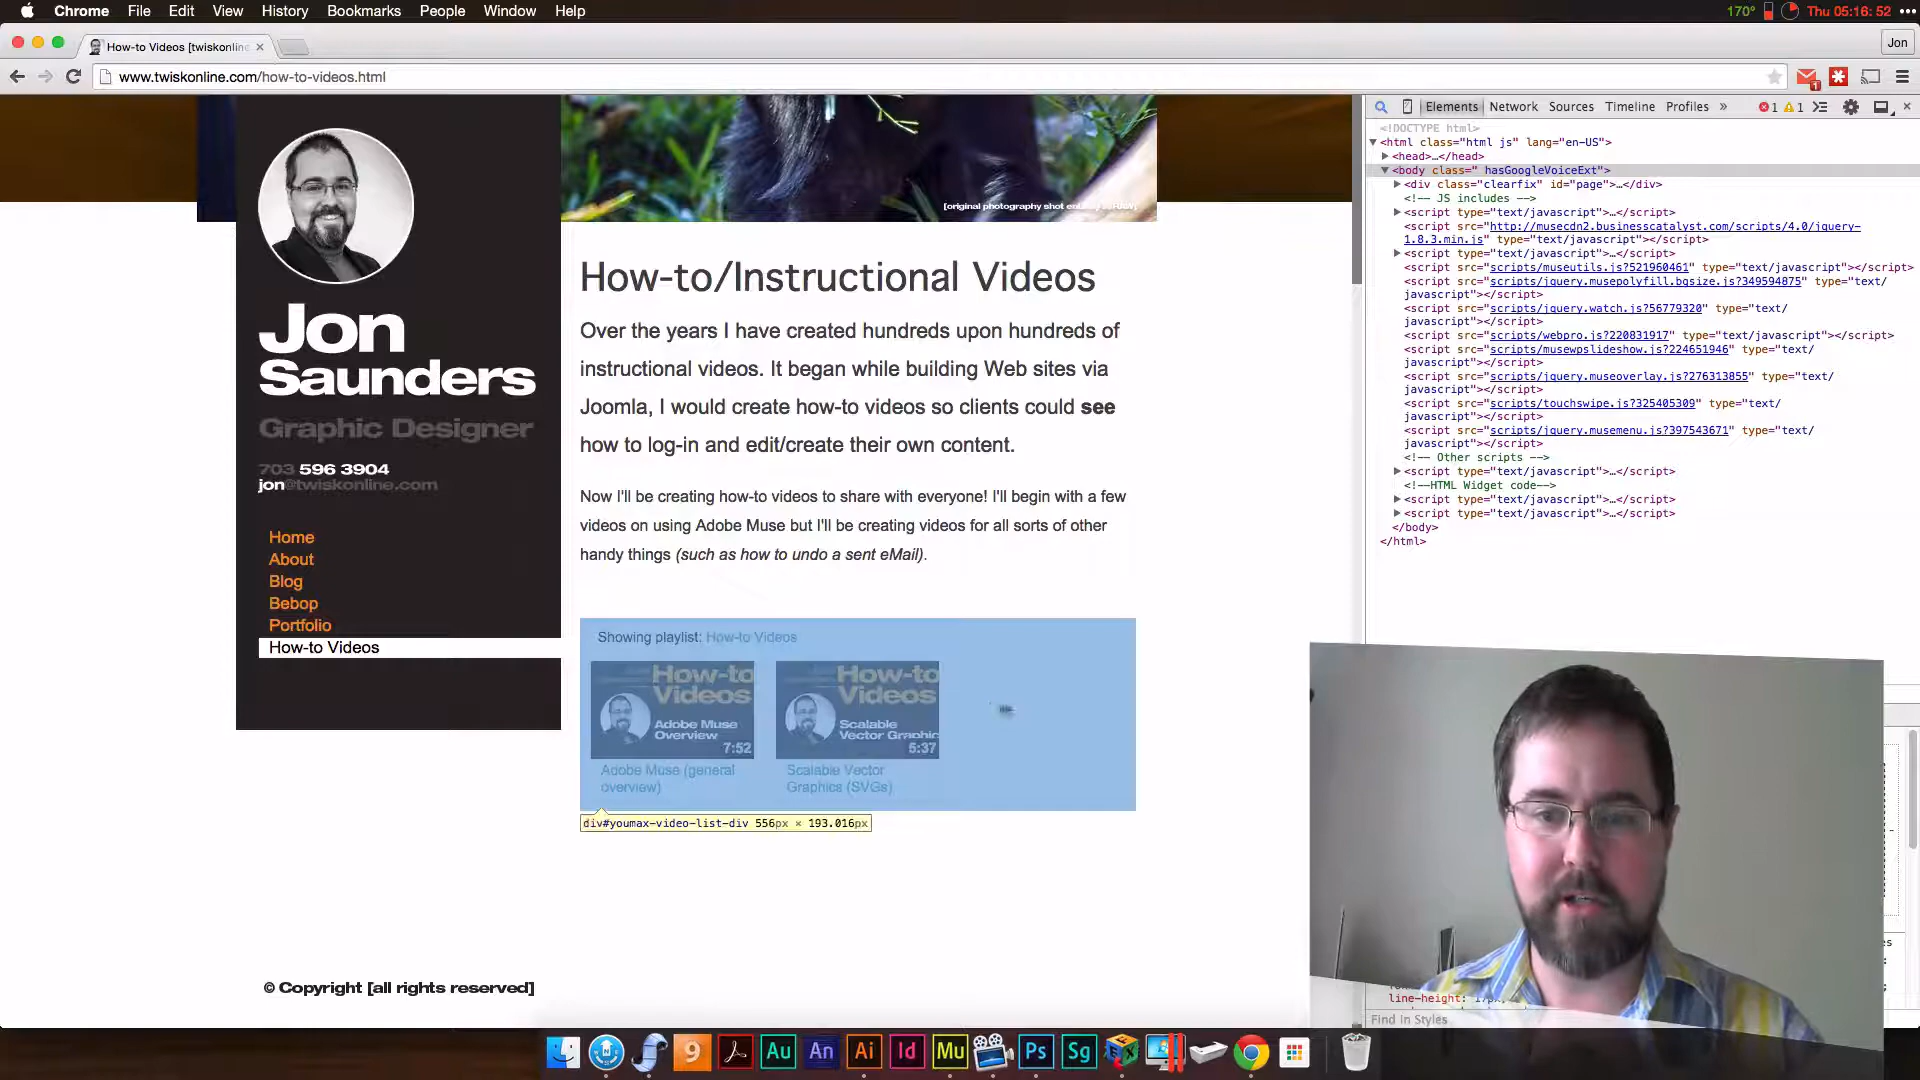 Chrome File Edit View History Bookmarks People Window Help
170° Thu 05:16: 52
How-to Videos [twiskonline
Jon
www.twiskonline.com/how-to-videos.html
Jon
Saunders
Graphic Designer
703 596 3904
jon@twiskonline.com
Home
About
Blog
Bebop
Portfolio
How-to Videos
© Copyright [all rights reserved]
[original photography shot
How-to/Instructional Videos
Over the years I have created hundreds upon hundreds of
instructional videos. It began while building Web sites via
Joomla, I would create how-to videos so clients could see
how to log-in and edit/create their own content.
Now I'll be creating how-to videos to share with everyone! I'll begin with a few
videos on using Adobe Muse but I'll be creating videos for all sorts of other
handy things (such as how to undo a sent eMail).
Showing playlist: How-to Videos
How-to
Videos
Adobe Muse
Overview
7:52
How-to
Videos
Scalable
Vector Graphic
5:37
Adobe Muse (general
overview)
Scalable Vector
Graphics (SVGs)
div#youmax-video-list-div 556px × 193.016px
Elements Network Sources Timeline Profiles » 1 1
<!DOCTYPE html>
<html class="html js" lang="en-US">
<head>…</head>
<body class=" hasGoogleVoiceExt">
<div class="clearfix" id="page">…</div>
<!-- JS includes -->
<script type="text/javascript">…</script>
<script src="http://musecdn2.businesscatalyst.com/scripts/4.0/jquery-
1.8.3.min.js" type="text/javascript"></script>
<script type="text/javascript">…</script>
<script src="scripts/museutils.js?521960461" type="text/javascript"></script>
<script src="scripts/jquery.musepolyfill.bgsize.js?349594875" type="text/
javascript"></script>
<script src="scripts/jquery.watch.js?56779320" type="text/
javascript"></script>
<script src="scripts/webpro.js?220831917" type="text/javascript"></script>
<script src="scripts/musewpslideshow.js?224651946" type="text/
javascript"></script>
<script src="scripts/jquery.museoverlay.js?276313855" type="text/
javascript"></script>
<script src="scripts/touchswipe.js?325405309" type="text/
javascript"></script>
<script src="scripts/jquery.musemenu.js?397543671" type="text/
javascript"></script>
<!-- Other scripts -->
<script type="text/javascript">…</script>
<!--HTML Widget code-->
<script type="text/javascript">…</script>
<script type="text/javascript">…</script>
</body>
</html>
line-height: 17px;
Find in Styles
9 Au An Ai Id Mu Ps Sg